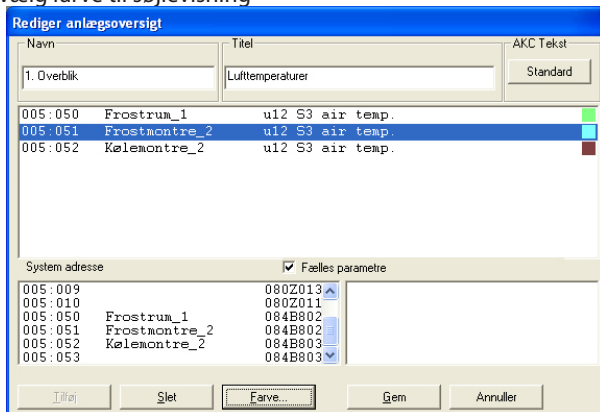 Rediger anlægsoversigt
Navn Titel AKC Tekst
1. Overblik Lufttemperaturer Standard
005:050 Frostrum_1 u12 S3 air temp.
005:051 Frostmontre_2 u12 S3 air temp.
005:052 Kølemontre_2 u12 S3 air temp.
System adresse Fælles parametre
005:009 080Z013
005:010 080Z011
005:050 Frostrum_1 084B802
005:051 Frostmontre_2 084B802
005:052 Kølemontre_2 084B803
005:053 084B803
Tilføj Slet Farve... Gem Annuller